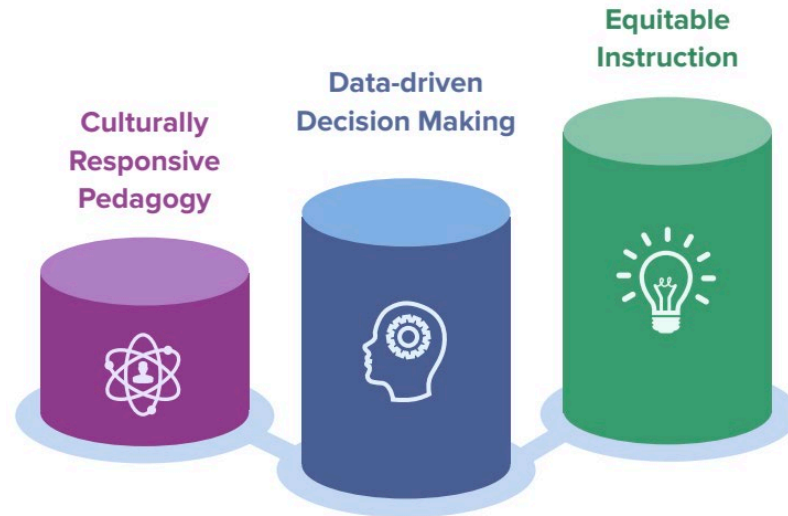 Culturally
Responsive
Pedagogy
Data-driven
Decision Making
Equitable
Instruction